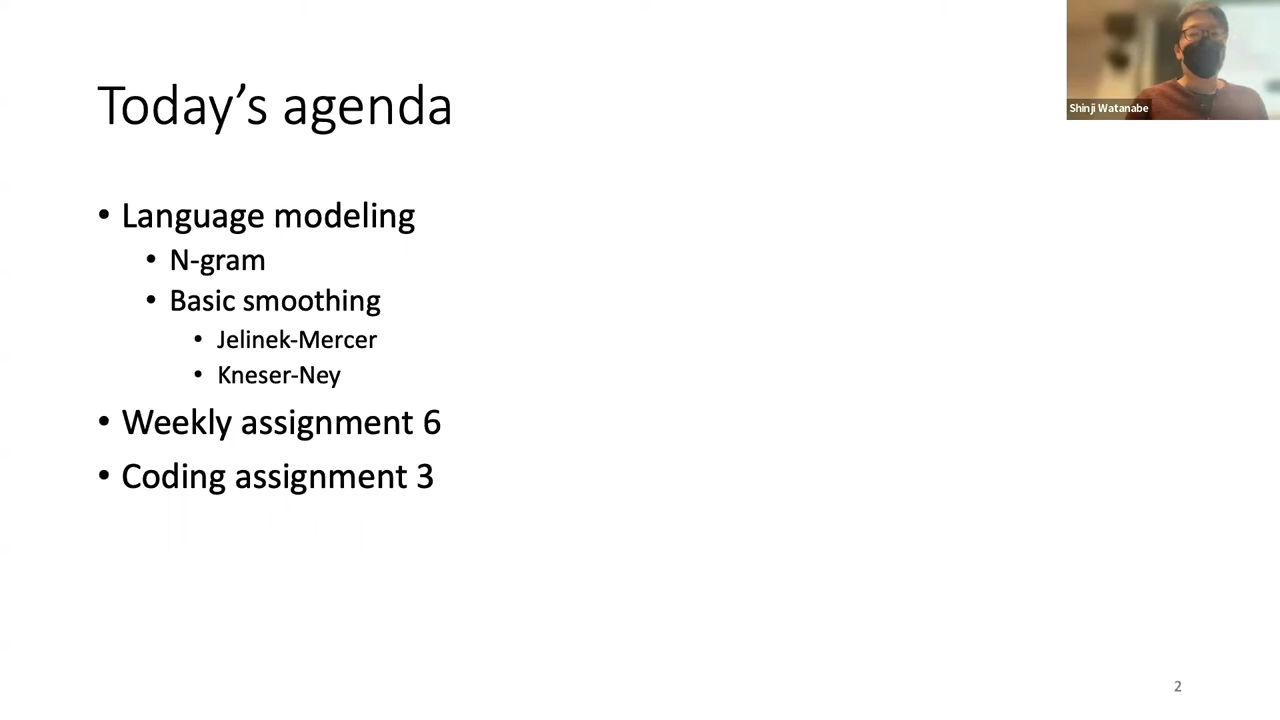 Today’s agenda
Shinji Watanabe
• Language modeling
• N-gram
• Basic smoothing
• Jelinek-Mercer
• Kneser-Ney
• Weekly assignment 6
• Coding assignment 3
2